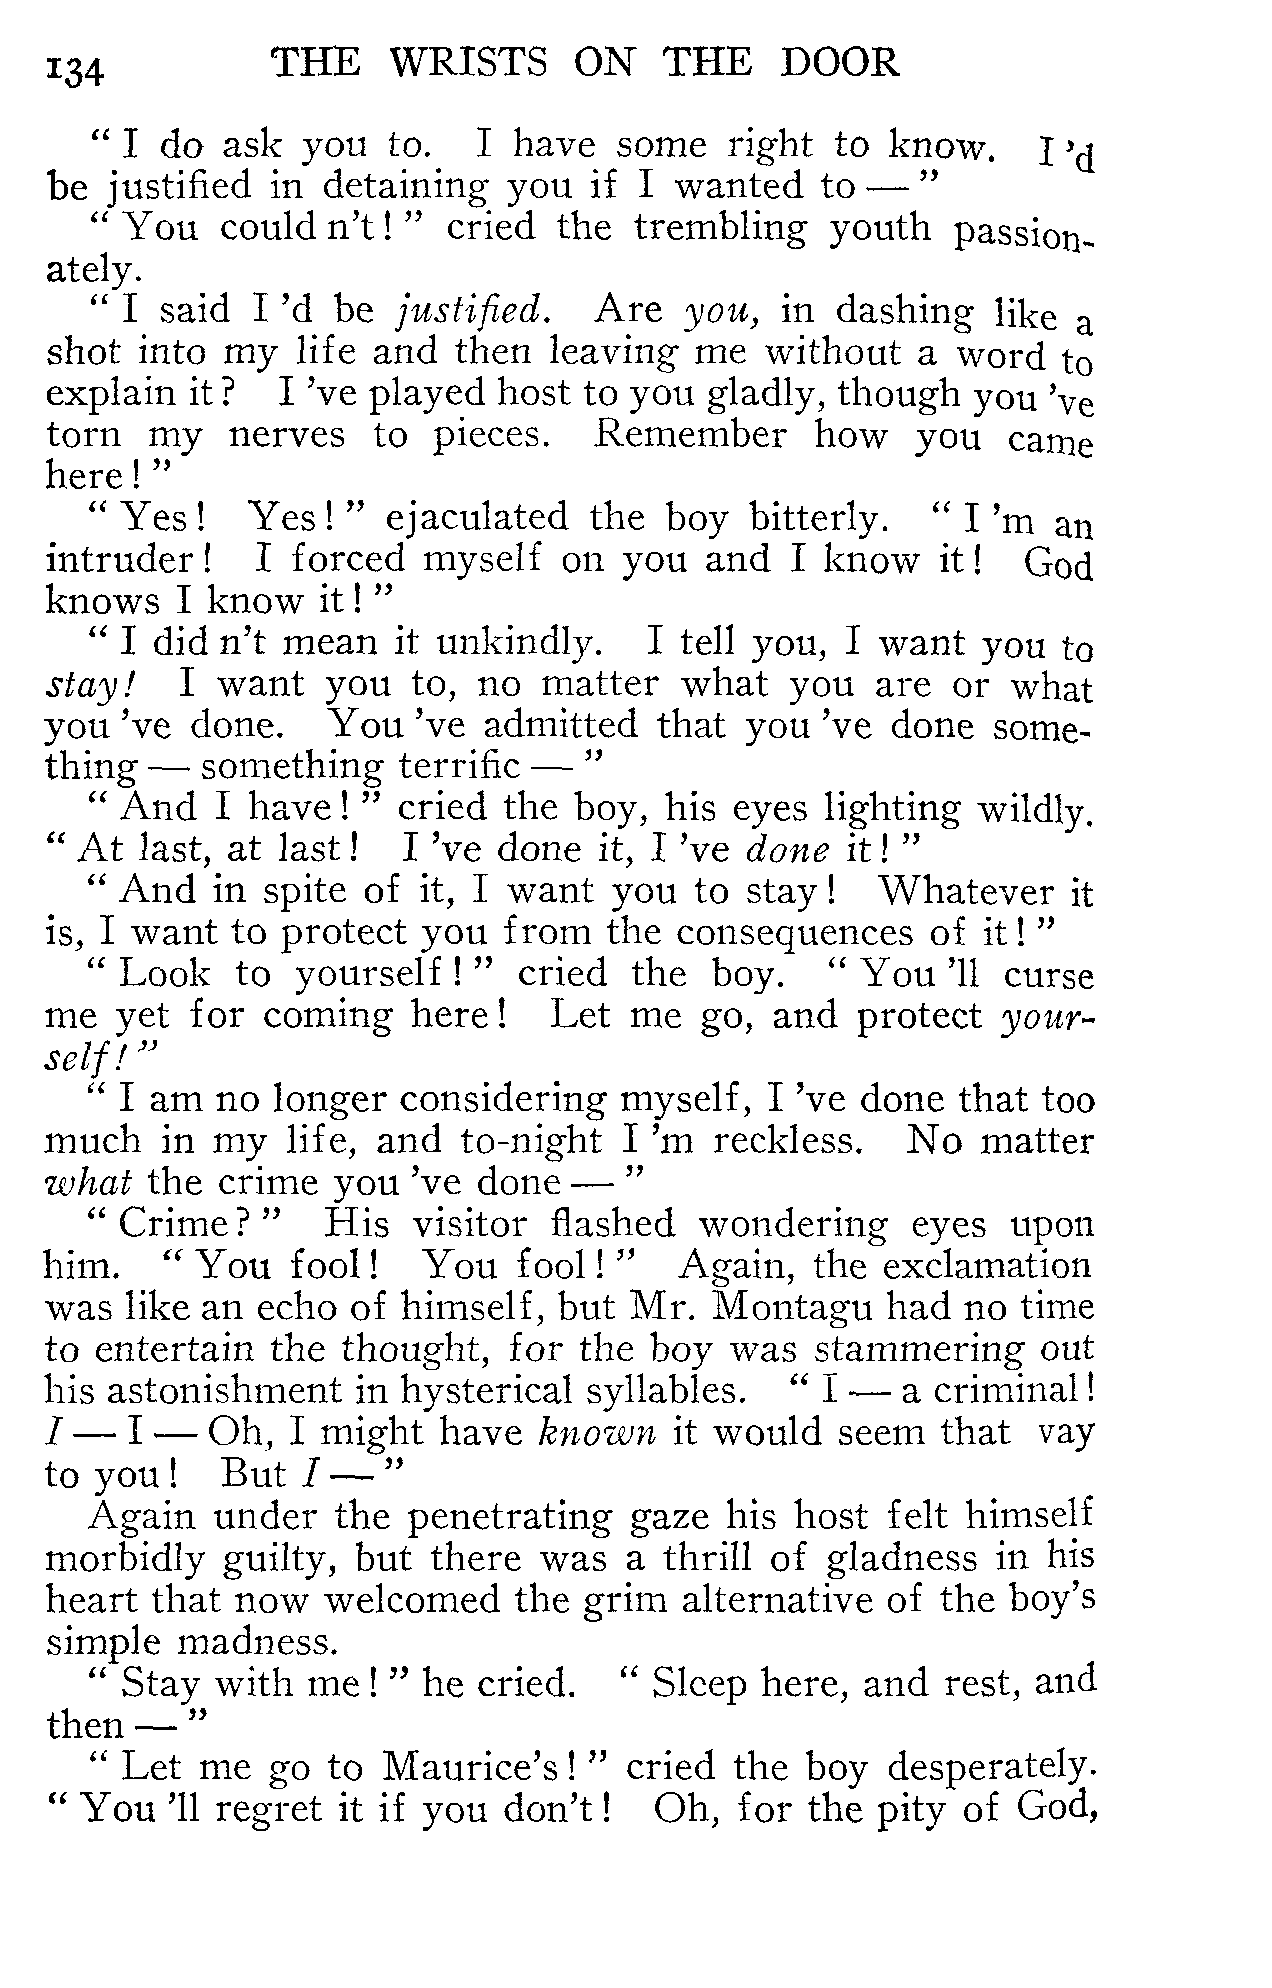 134 THE WRISTS ON THE DOOR
“ I do ask you to. I have some right to know. I 'd
be justified in detaining you if I wanted to — ”
“ You could n't ! ” cried the trembling youth passion-
ately.
“ I said I 'd be justified. Are you, in dashing like a
shot into my life and then leaving me without a word to
explain it ? I 've played host to you gladly, though you 've
torn my nerves to pieces. Remember how you came
here ! ”
“ Yes ! Yes ! ” ejaculated the boy bitterly. “ I 'm an
intruder ! I forced myself on you and I know it ! God
knows I know it ! ”
“ I did n't mean it unkindly. I tell you, I want you to
stay ! I want you to, no matter what you are or what
you 've done. You 've admitted that you 've done some-
thing — something terrific — ”
“ And I have ! ” cried the boy, his eyes lighting wildly.
“ At last, at last ! I 've done it, I 've done it ! ”
“ And in spite of it, I want you to stay ! Whatever it
is, I want to protect you from the consequences of it ! ”
“ Look to yourself ! ” cried the boy. “ You 'll curse
me yet for coming here ! Let me go, and protect your-
self ! ”
“ I am no longer considering myself, I 've done that too
much in my life, and to-night I 'm reckless. No matter
what the crime you 've done — ”
“ Crime ? ” His visitor flashed wondering eyes upon
him. “ You fool ! You fool ! ” Again, the exclamation
was like an echo of himself, but Mr. Montagu had no time
to entertain the thought, for the boy was stammering out
his astonishment in hysterical syllables. “ I — a criminal !
I — I — Oh, I might have known it would seem that vay
to you ! But I — ”
Again under the penetrating gaze his host felt himself
morbidly guilty, but there was a thrill of gladness in his
heart that now welcomed the grim alternative of the boy's
simple madness.
“ Stay with me ! ” he cried. “ Sleep here, and rest, and
then — ”
“ Let me go to Maurice's ! ” cried the boy desperately.
“ You 'll regret it if you don't ! Oh, for the pity of God,